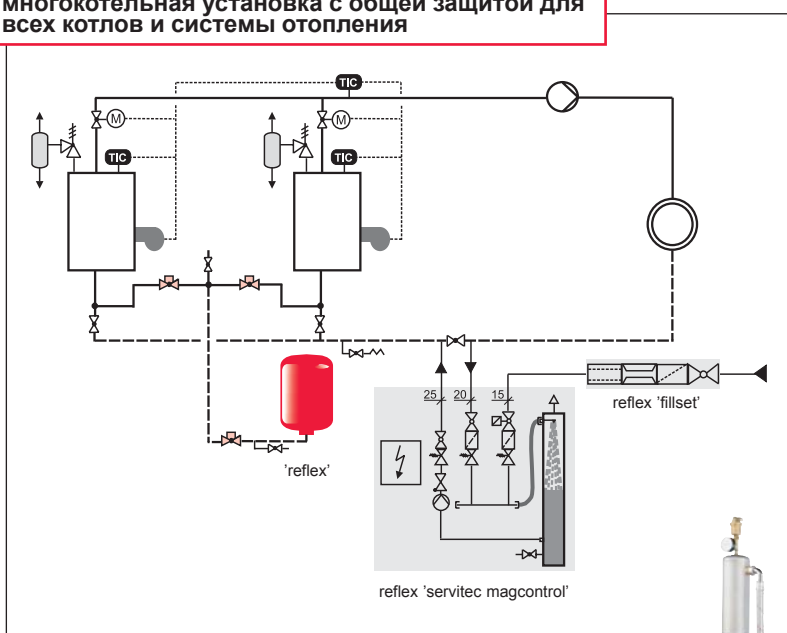 многокотельная установка с общей защитой для
всех котлов и системы отопления
TIC
M
M
TIC
TIC
25
20
15
reflex 'fillset'
'reflex'
reflex 'servitec magcontrol'